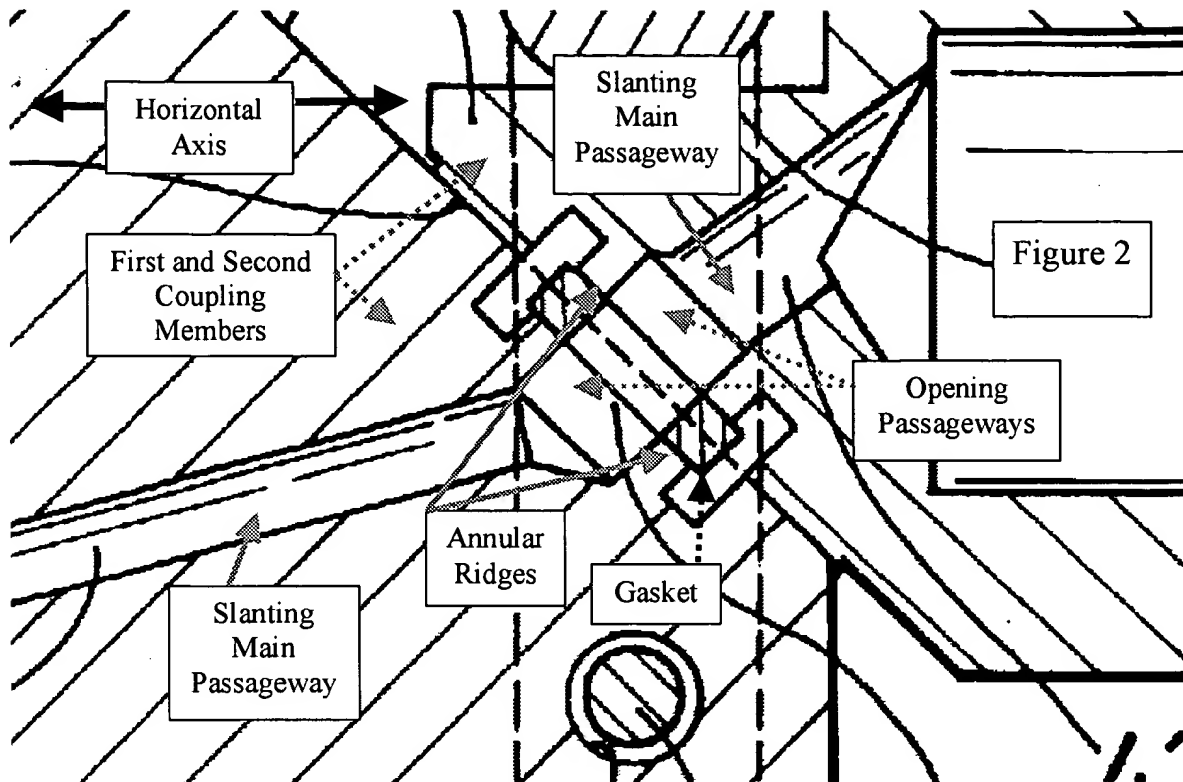 Horizontal
Axis
Slanting
Main
Passageway
First and Second
Coupling
Members
Figure 2
Opening
Passageways
Annular
Ridges
Gasket
Slanting
Main
Passageway